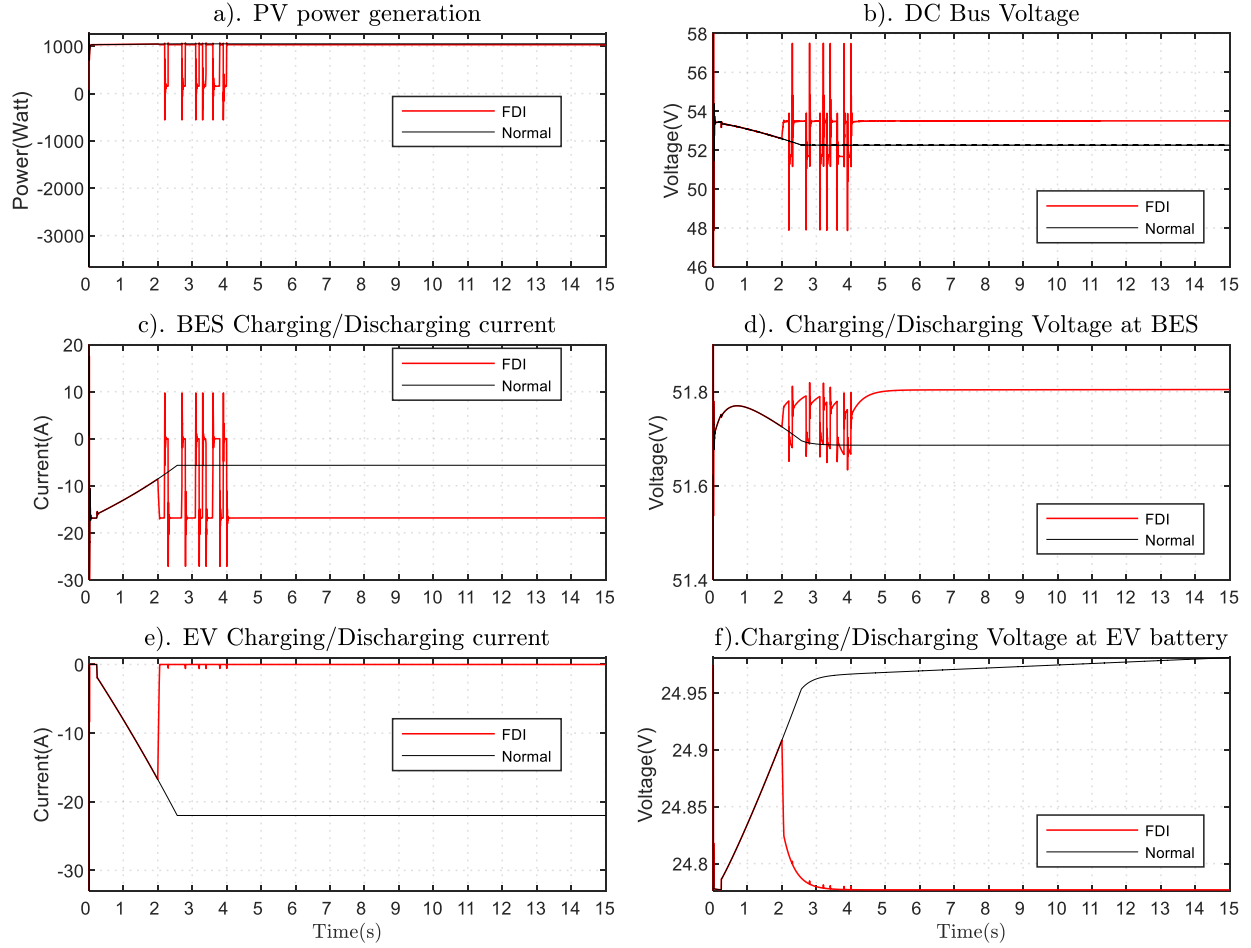 a). PV power generation
1000
0
-1000
-2000
-3000
Power(Watt)
FDI
Normal
0 1 2 3 4 5 6 7 8 9 10 11 12 13 14 15
b). DC Bus Voltage
58
56
54
52
50
48
46
Voltage(V)
FDI
Normal
0 1 2 3 4 5 6 7 8 9 10 11 12 13 14 15
c). BES Charging/Discharging current
20
10
0
-10
-20
-30
Current(A)
FDI
Normal
0 1 2 3 4 5 6 7 8 9 10 11 12 13 14 15
d). Charging/Discharging Voltage at BES
51.8
51.6
51.4
Voltage(V)
FDI
Normal
0 1 2 3 4 5 6 7 8 9 10 11 12 13 14 15
e). EV Charging/Discharging current
0
-10
-20
-30
Current(A)
FDI
Normal
0 1 2 3 4 5 6 7 8 9 10 11 12 13 14 15
Time(s)
f).Charging/Discharging Voltage at EV battery
24.95
24.9
24.85
24.8
Voltage(V)
FDI
Normal
0 1 2 3 4 5 6 7 8 9 10 11 12 13 14 15
Time(s)